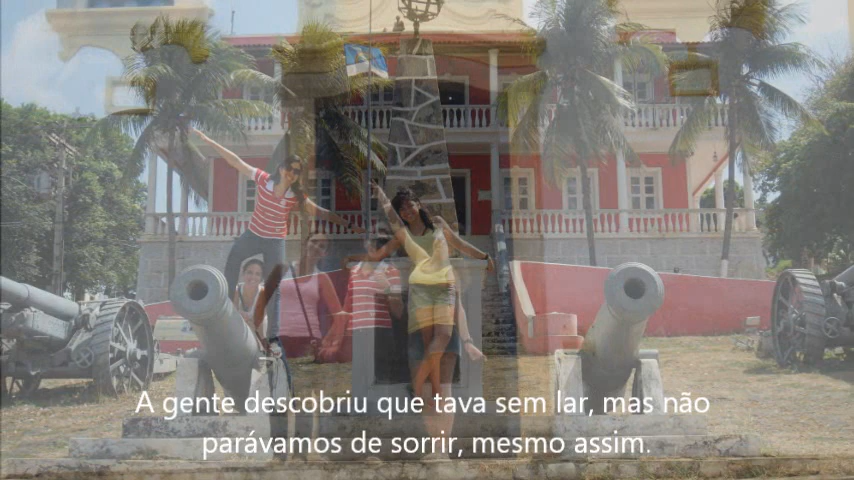 A gente descobriu que tava sem lar, mas não
parávamos de sorrir, mesmo assim.